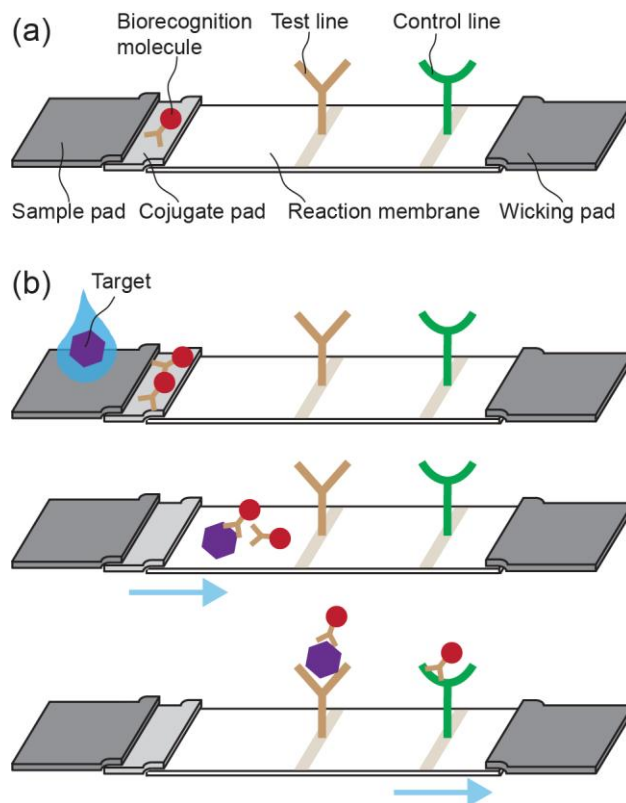 (a)
Biorecognition
molecule
Test line
Control line
Sample pad
Cojugate pad
Reaction membrane
Wicking pad
(b)
Target